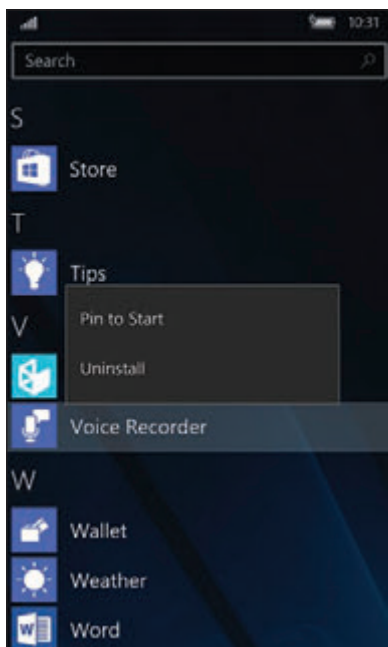 10:31
Search
S
Store
T
Tips
Pin to Start
V
Uninstall
Voice Recorder
W
Wallet
Weather
W Word